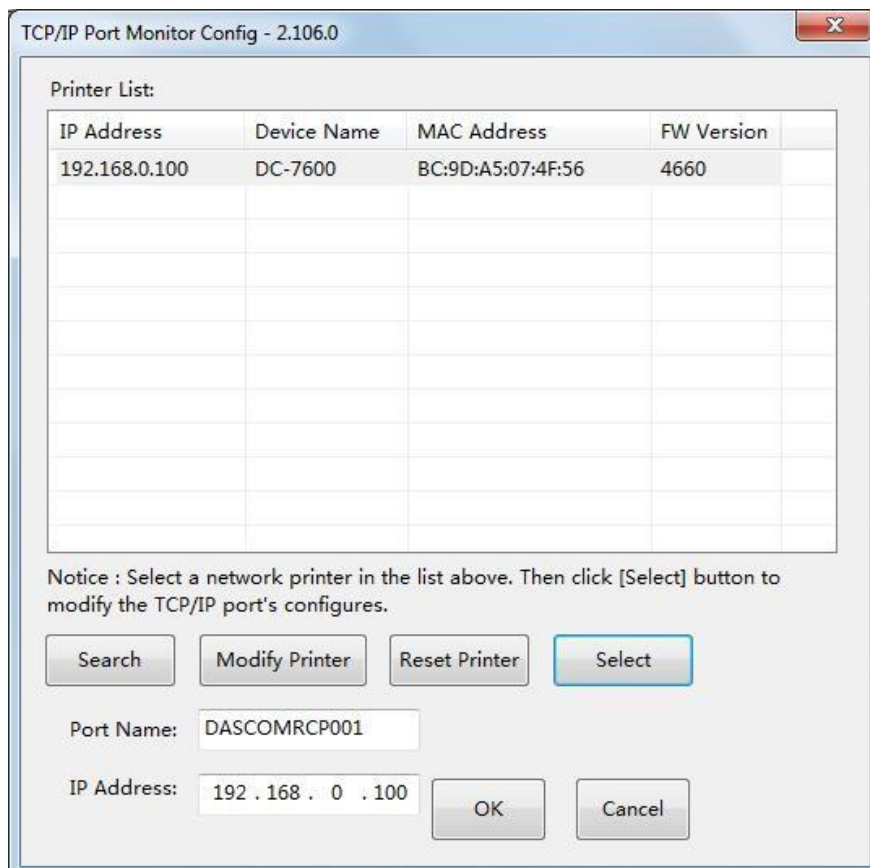 TCP/IP Port Monitor Config - 2.106.0
Printer List:
IP Address Device Name MAC Address FW Version
192.168.0.100 DC-7600 BC:9D:A5:07:4F:56 4660
Notice : Select a network printer in the list above. Then click [Select] button to
modify the TCP/IP port's configures.
Search Modify Printer Reset Printer Select
Port Name: DASCOMRCP001
IP Address: 192 . 168 . 0 . 100
OK Cancel